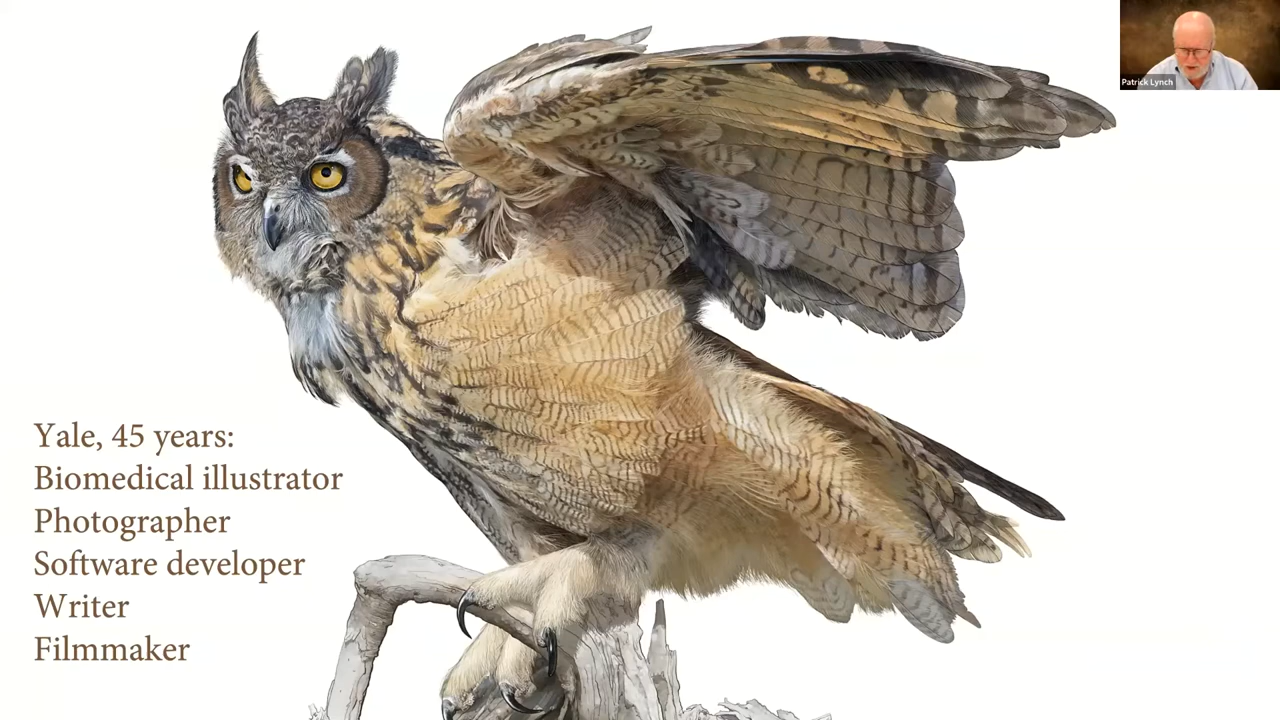 Patrick Lynch
Yale, 45 years:
Biomedical illustrator
Photographer
Software developer
Writer
Filmmaker